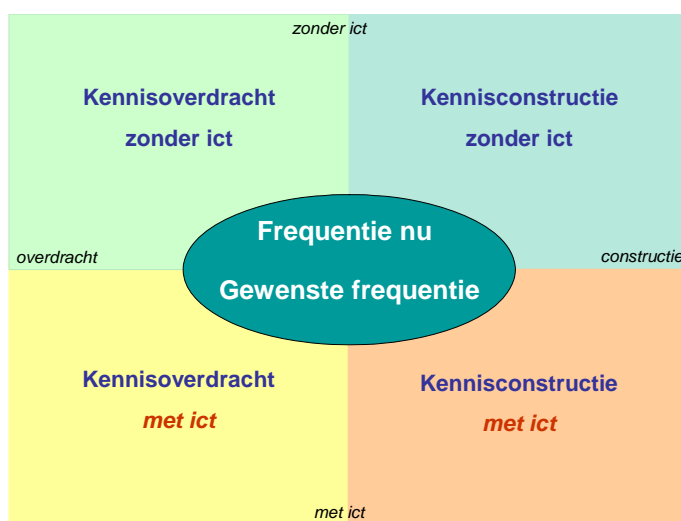 zonder ict
Kennisoverdracht
zonder ict
Kennisconstructie
zonder ict
Frequentie nu
Gewenste frequentie
overdracht
constructie
Kennisoverdracht
met ict
Kennisconstructie
met ict
met ict